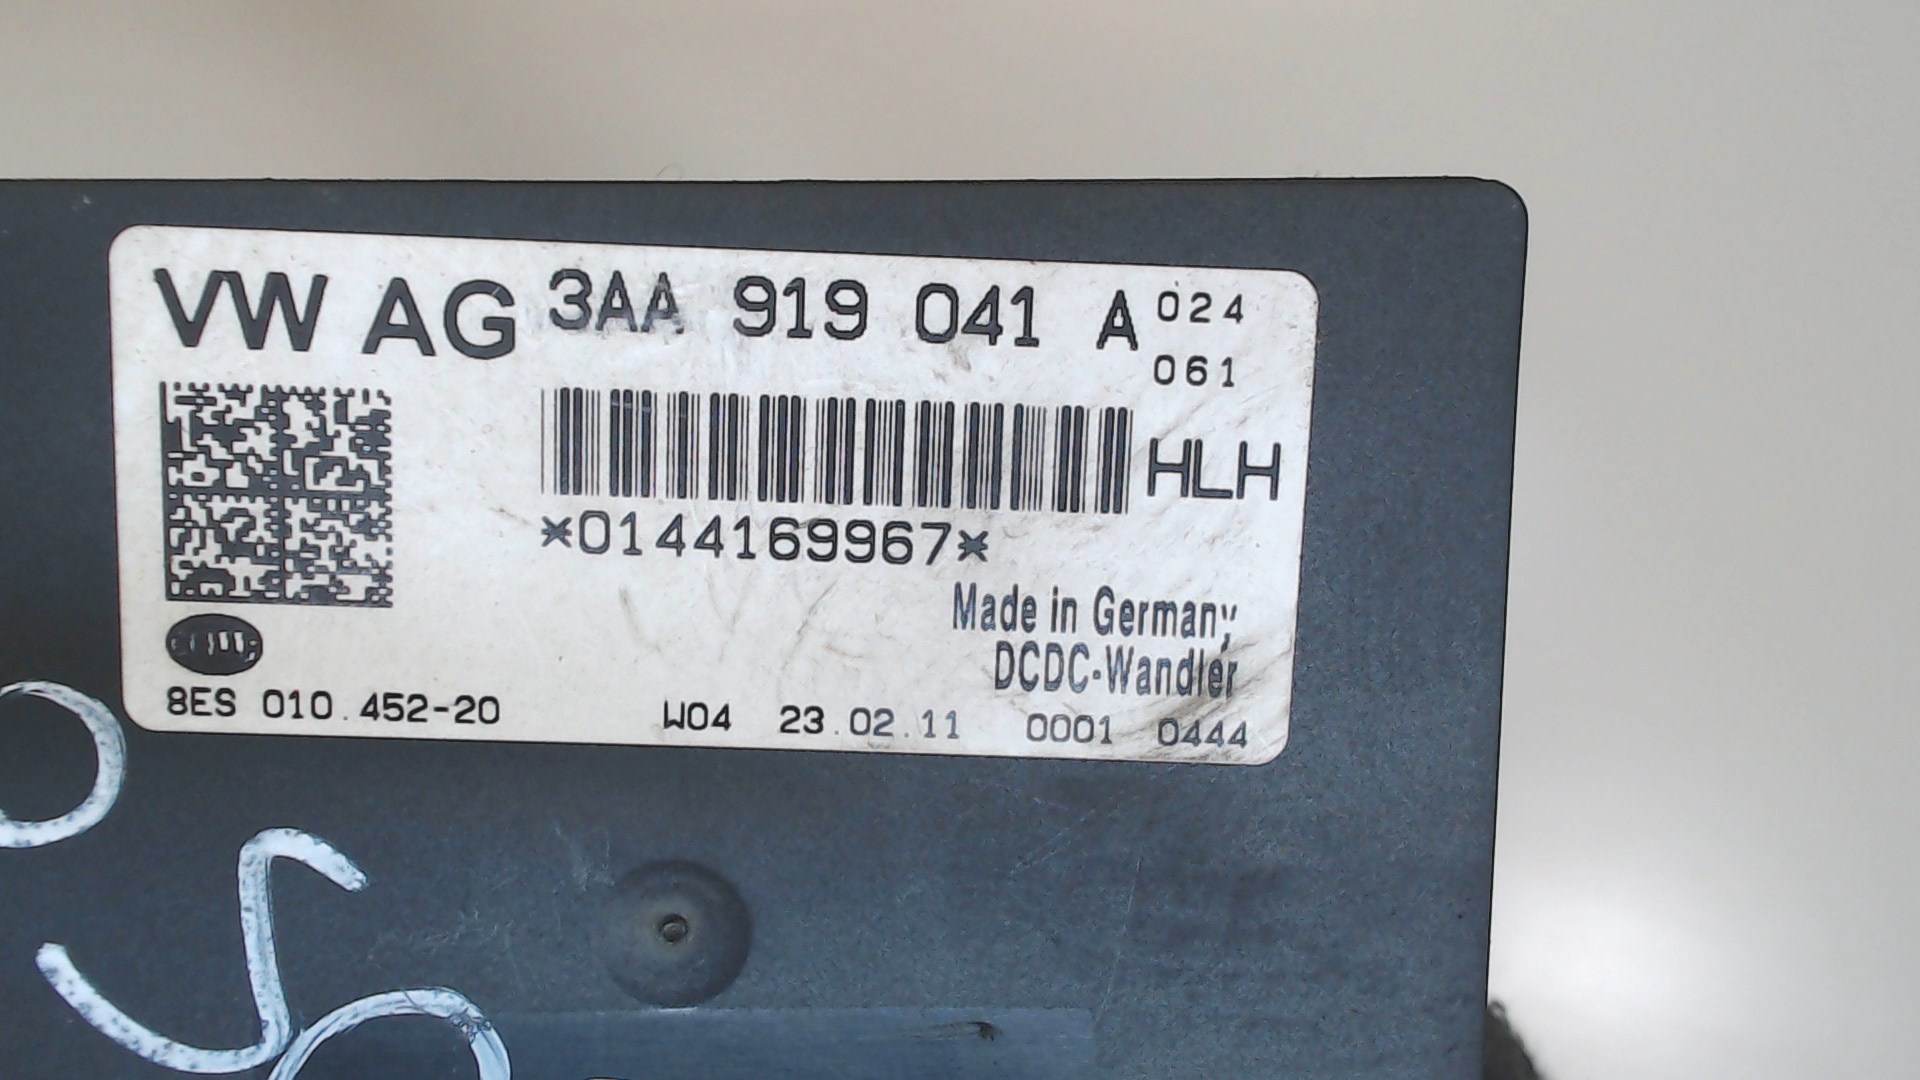 VW AG 3AA 919 041 A 024
061
HLH
*0144169967*
Made in Germany
DCDC-Wandler
8ES 010.452-20 W04 23.02.11 0001 0444